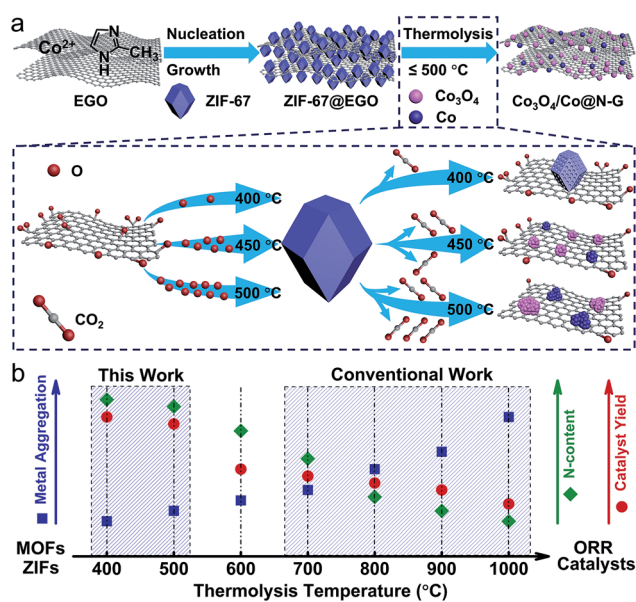 a
Co2+
N
N
H
CH3
EGO
Nucleation
Growth
ZIF-67
ZIF-67@EGO
Thermolysis
≤ 500 °C
Co3O4
Co
Co3O4/Co@N-G
O
CO2
400 °C
450 °C
500 °C
400 °C
450 °C
500 °C
b
This Work
Conventional Work
Metal Aggregation
N-content
Catalyst Yield
MOFs
ZIFs
400 500 600 700 800 900 1000
ORR
Catalysts
Thermolysis Temperature (°C)